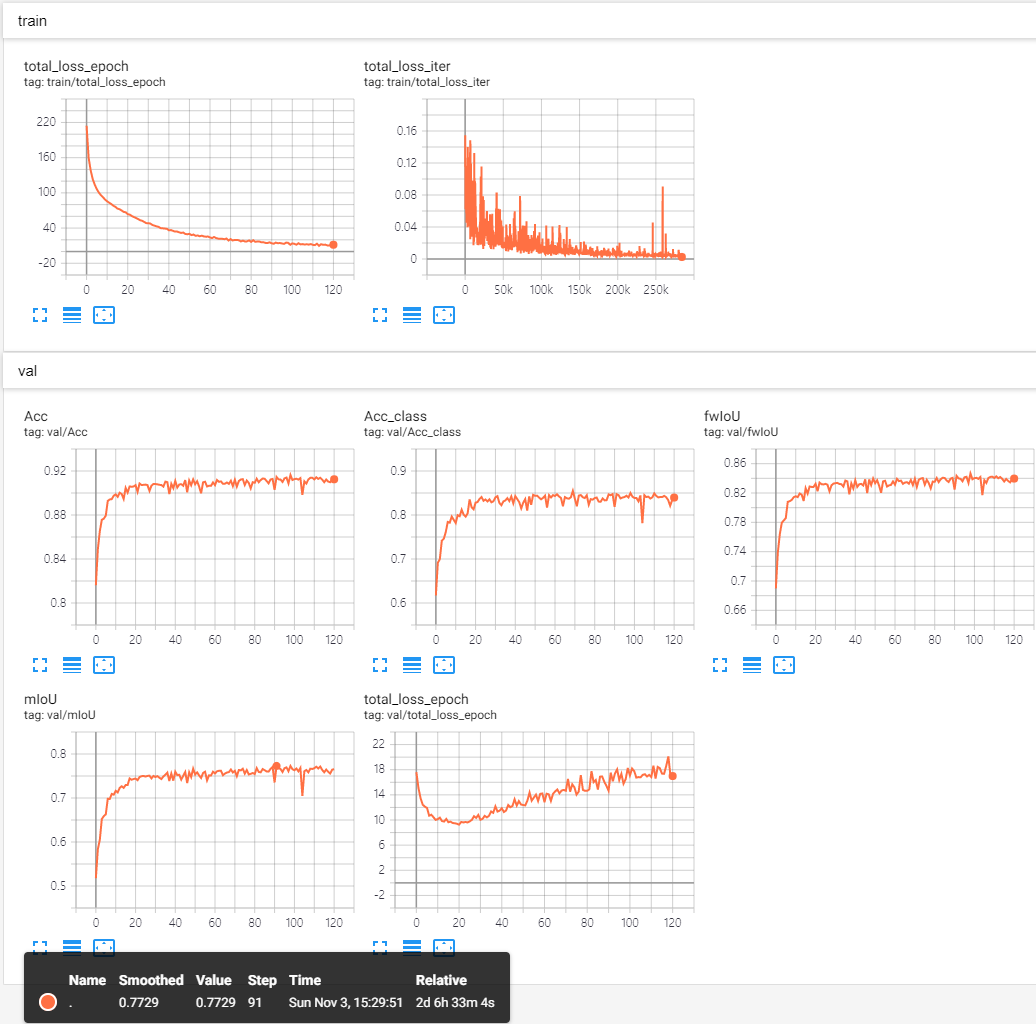 train
total_loss_epoch
tag: train/total_loss_epoch
220
160
100
40
-20
0 20 40 60 80 100 120
total_loss_iter
tag: train/total_loss_iter
0.16
0.12
0.08
0.04
0
0 50k 100k 150k 200k 250k
val
Acc
tag: val/Acc
0.92
0.88
0.84
0.8
0 20 40 60 80 100 120
Acc_class
tag: val/Acc_class
0.9
0.8
0.7
0.6
0 20 40 60 80 100 120
fwIoU
tag: val/fwIoU
0.86
0.82
0.78
0.74
0.7
0.66
0 20 40 60 80 100 120
mIoU
tag: val/mIoU
0.8
0.7
0.6
0.5
0 20 40 60 80 100 120
total_loss_epoch
tag: val/total_loss_epoch
22
18
14
10
6
2
-2
0 20 40 60 80 100 120
Name Smoothed Value Step Time Relative
. 0.7729 0.7729 91 Sun Nov 3, 15:29:51 2d 6h 33m 4s